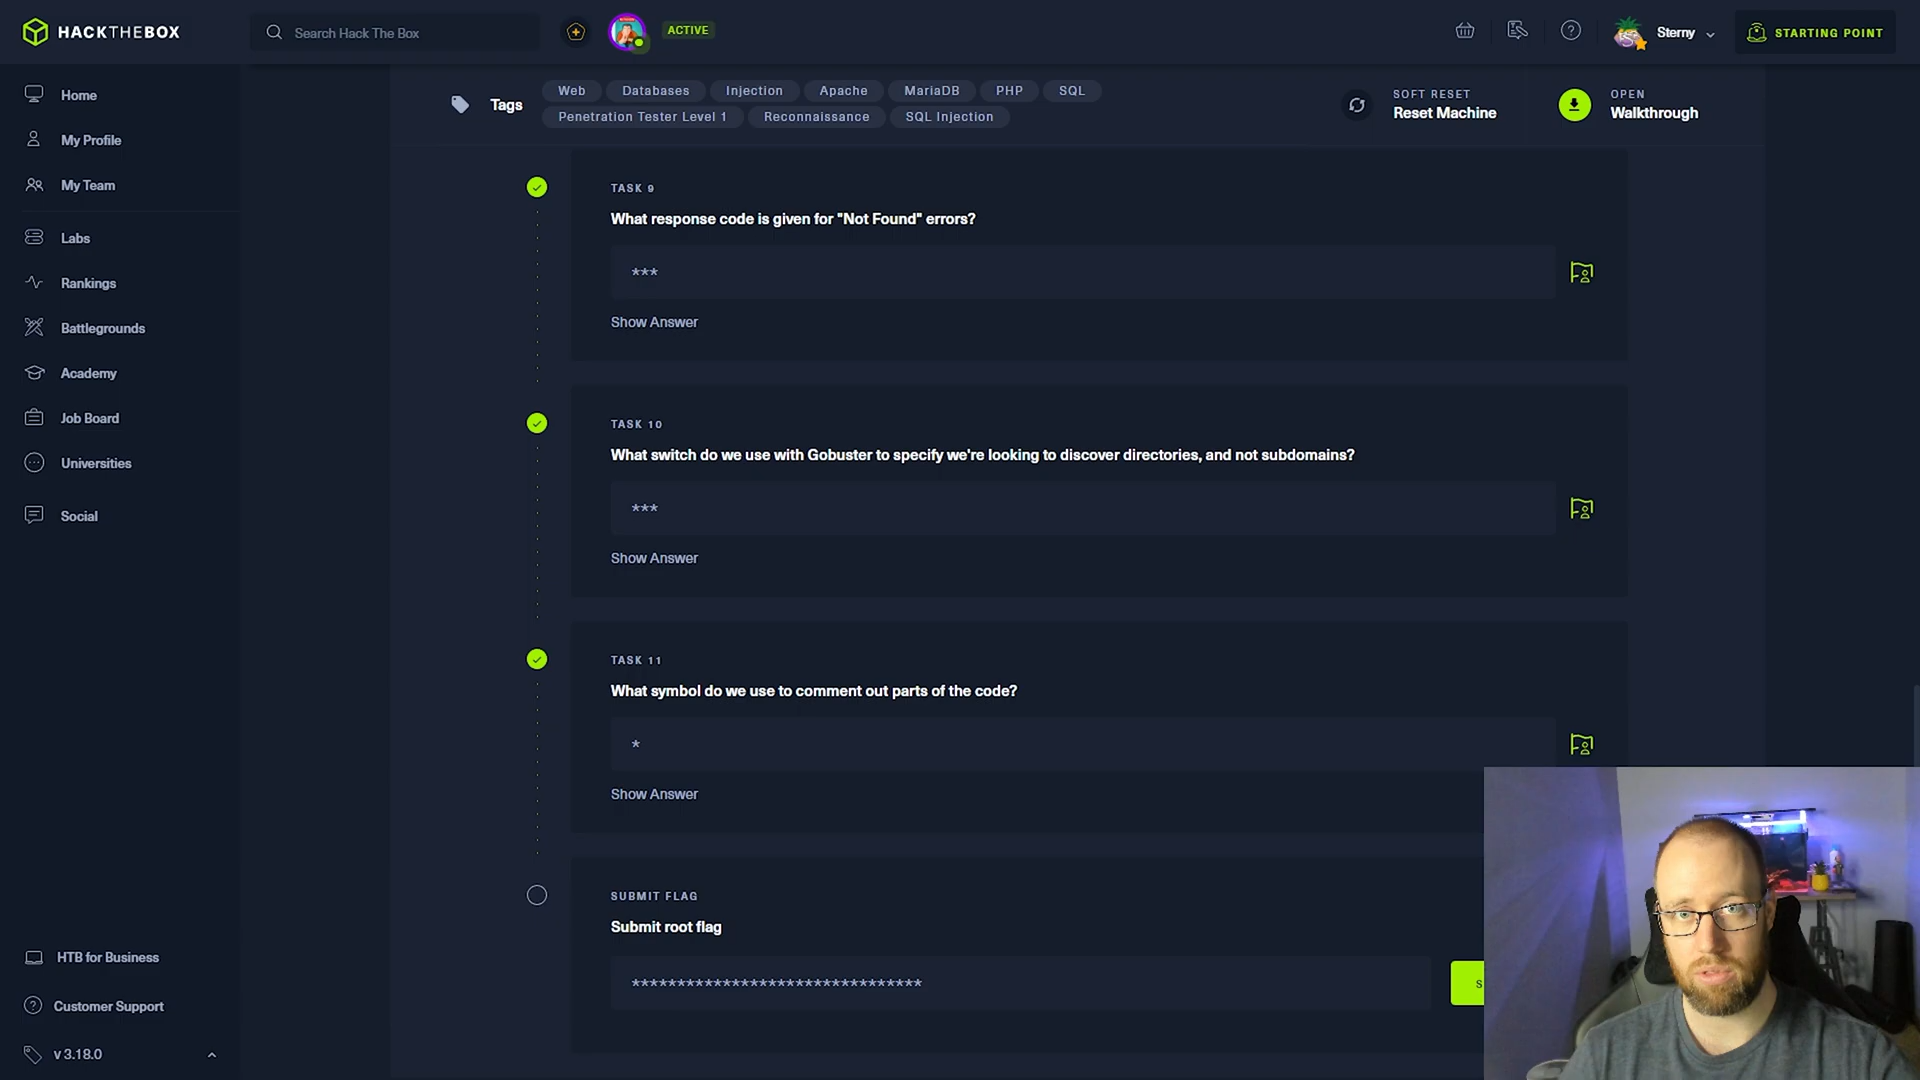 HACKTHEBOX
Search Hack The Box
ACTIVE
Sterny
STARTING POINT
Home
My Profile
My Team
Labs
Rankings
Battlegrounds
Academy
Job Board
Universities
Social
HTB for Business
Customer Support
v 3.18.0
Tags
Web Databases Injection Apache MariaDB PHP SQL
Penetration Tester Level 1 Reconnaissance SQL Injection
SOFT RESET
Reset Machine
OPEN
Walkthrough
TASK 9
What response code is given for "Not Found" errors?
***
Show Answer
TASK 10
What switch do we use with Gobuster to specify we're looking to discover directories, and not subdomains?
***
Show Answer
TASK 11
What symbol do we use to comment out parts of the code?
*
Show Answer
SUBMIT FLAG
Submit root flag
********************************
S